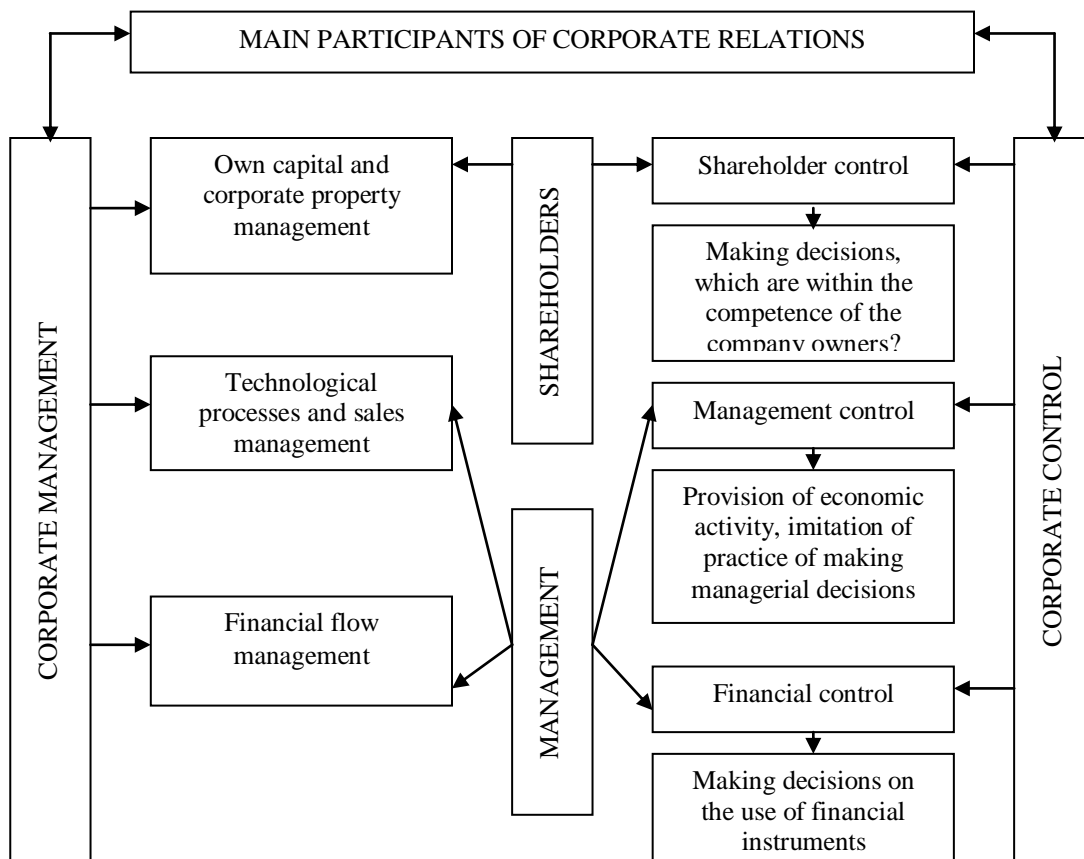 MAIN PARTICIPANTS OF CORPORATE RELATIONS
CORPORATE MANAGEMENT
Own capital and
corporate property
management
Technological
processes and sales
management
Financial flow
management
SHAREHOLDERS
MANAGEMENT
Shareholder control
Making decisions,
which are within the
competence of the
company owners?
Management control
Provision of economic
activity, imitation of
practice of making
managerial decisions
Financial control
Making decisions on
the use of financial
instruments
CORPORATE CONTROL